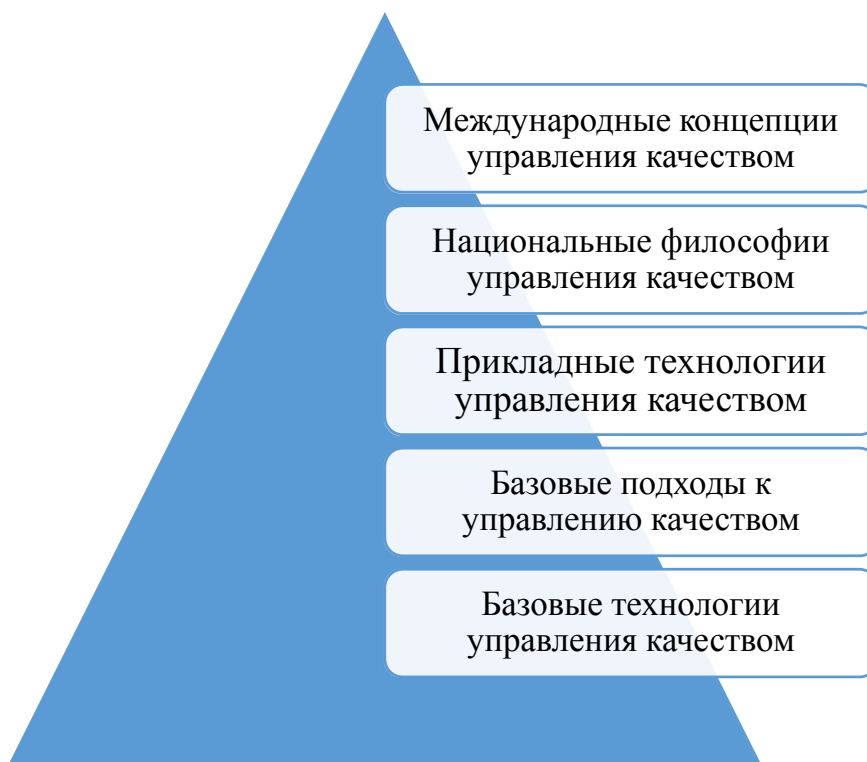 Международные концепции
управления качеством
Национальные философии
управления качеством
Прикладные технологии
управления качеством
Базовые подходы к
управлению качеством
Базовые технологии
управления качеством